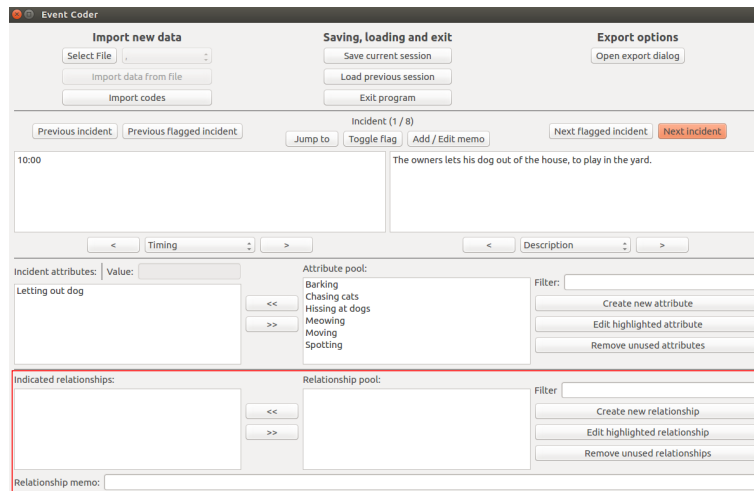 Event Coder
Import new data
Saving, loading and exit
Export options
Select File
,
Save current session
Open export dialog
Import data from file
Load previous session
Import codes
Exit program
Incident (1 / 8)
Previous incident
Previous flagged incident
Jump to
Toggle flag
Add / Edit memo
Next flagged incident
Next incident
10:00
The owners lets his dog out of the house, to play in the yard.
<
Timing
>
<
Description
>
Incident attributes:
Value:
Attribute pool:
Letting out dog
<<
>>
Barking
Chasing cats
Hissing at dogs
Meowing
Moving
Spotting
Filter:
Create new attribute
Edit highlighted attribute
Remove unused attributes
Indicated relationships:
Relationship pool:
<<
>>
Filter
Create new relationship
Edit highlighted relationship
Remove unused relationships
Relationship memo: